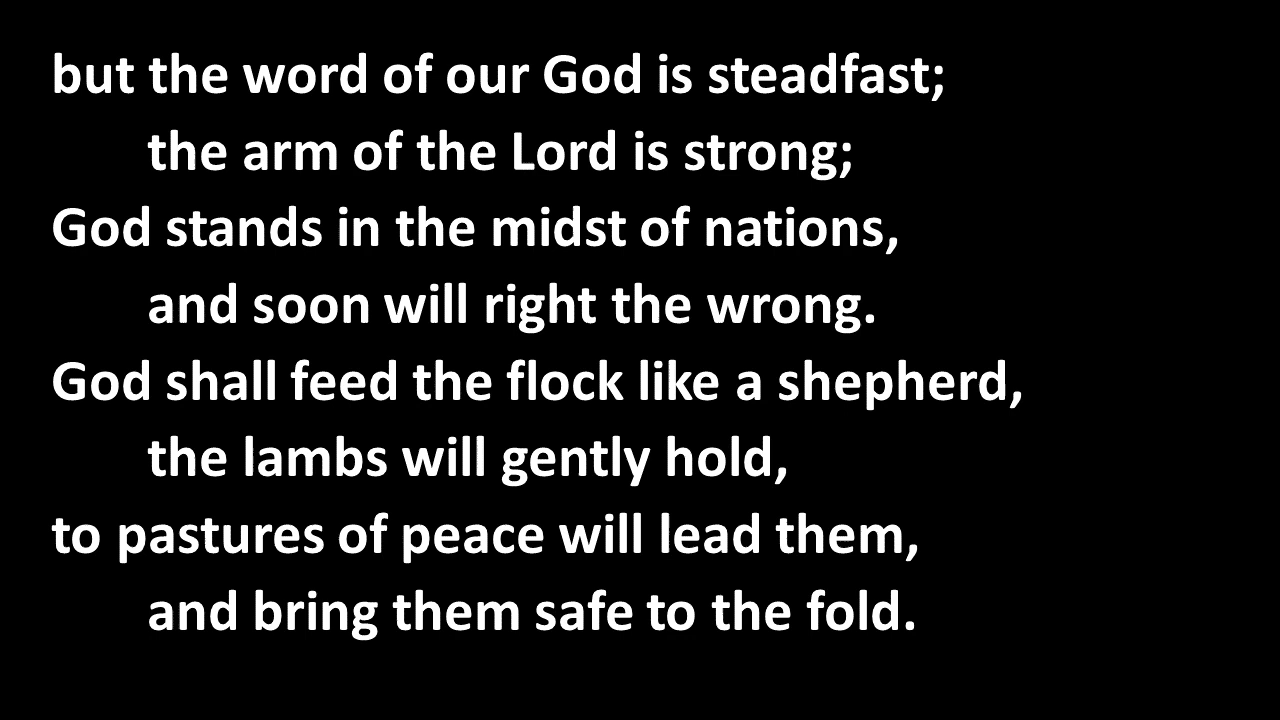 but the word of our God is steadfast;
the arm of the Lord is strong;
God stands in the midst of nations,
and soon will right the wrong.
God shall feed the flock like a shepherd,
the lambs will gently hold,
to pastures of peace will lead them,
and bring them safe to the fold.